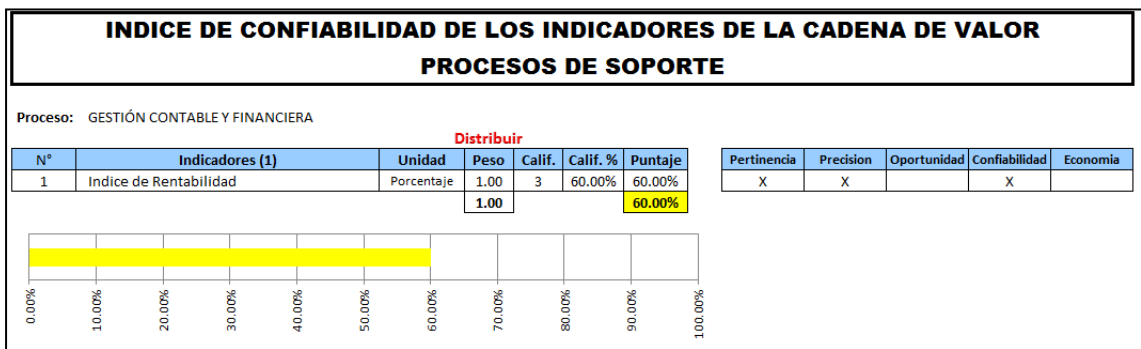 INDICE DE CONFIABILIDAD DE LOS INDICADORES DE LA CADENA DE VALOR
PROCESOS DE SOPORTE
Proceso: GESTIÓN CONTABLE Y FINANCIERA
Distribuir
N° Indicadores (1) Unidad Peso Calif. Calif. % Puntaje Pertinencia Precision Oportunidad Confiabilidad Economia
1 Indice de Rentabilidad Porcentaje 1.00 3 60.00% 60.00% X X X
1.00 60.00%
0.00% 10.00% 20.00% 30.00% 40.00% 50.00% 60.00% 70.00% 80.00% 90.00% 100.00%